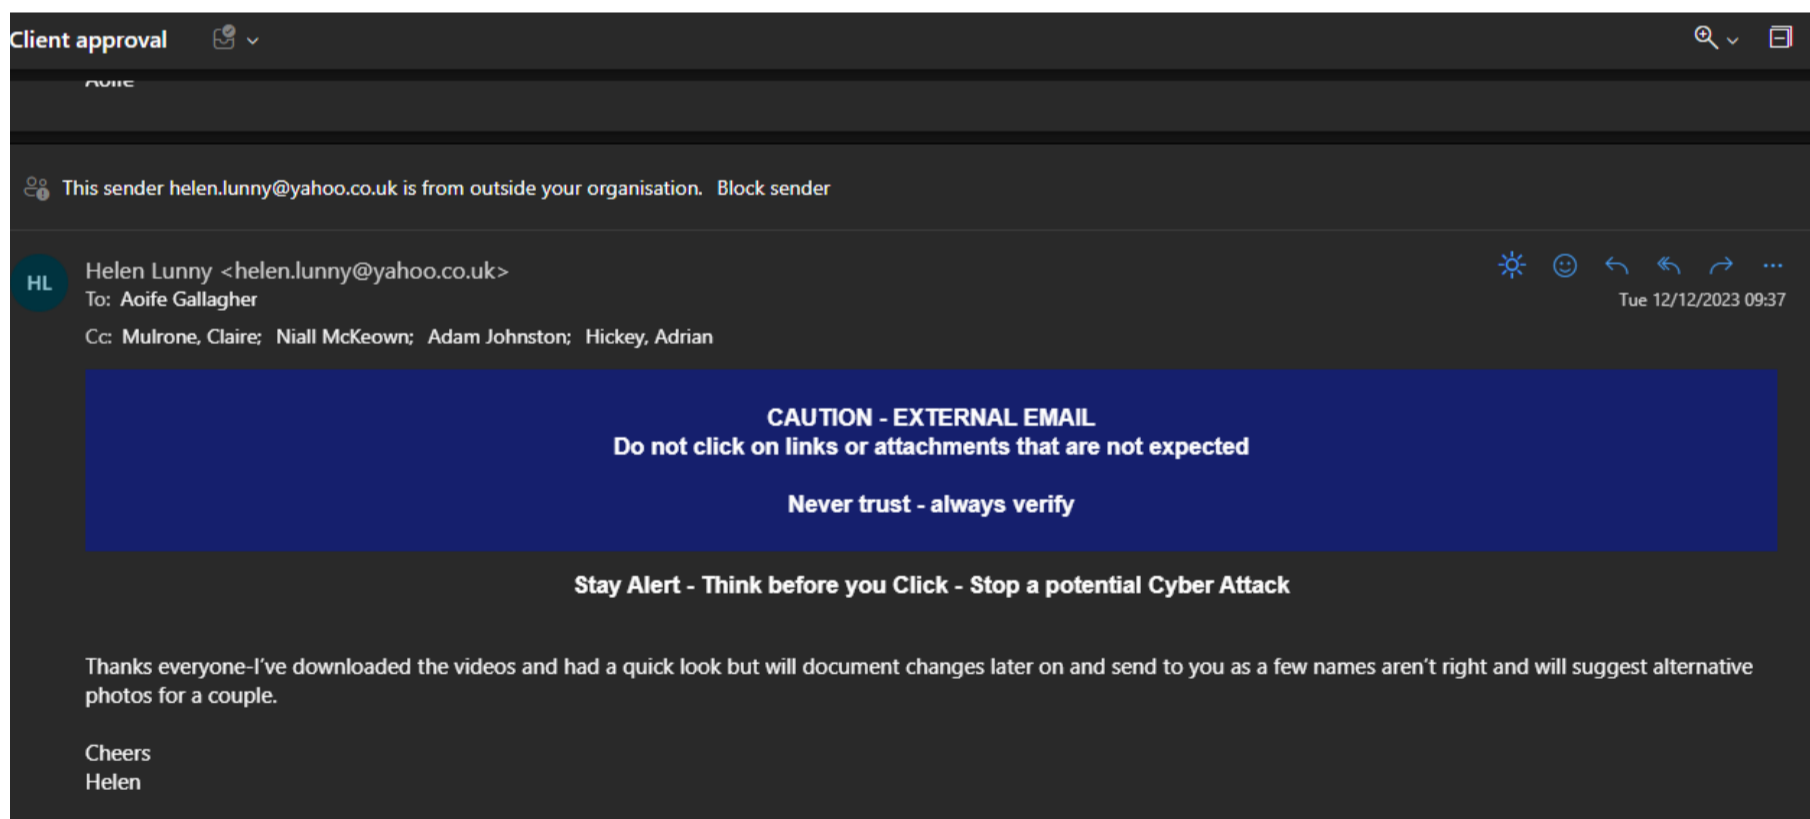 Client approval
Aoife
This sender helen.lunny@yahoo.co.uk is from outside your organisation. Block sender
HL
Helen Lunny <helen.lunny@yahoo.co.uk>
To: Aoife Gallagher
Tue 12/12/2023 09:37
Cc: Mulrone, Claire; Niall McKeown; Adam Johnston; Hickey, Adrian
CAUTION - EXTERNAL EMAIL
Do not click on links or attachments that are not expected
Never trust - always verify
Stay Alert - Think before you Click - Stop a potential Cyber Attack
Thanks everyone-I've downloaded the videos and had a quick look but will document changes later on and send to you as a few names aren't right and will suggest alternative
photos for a couple.
Cheers
Helen